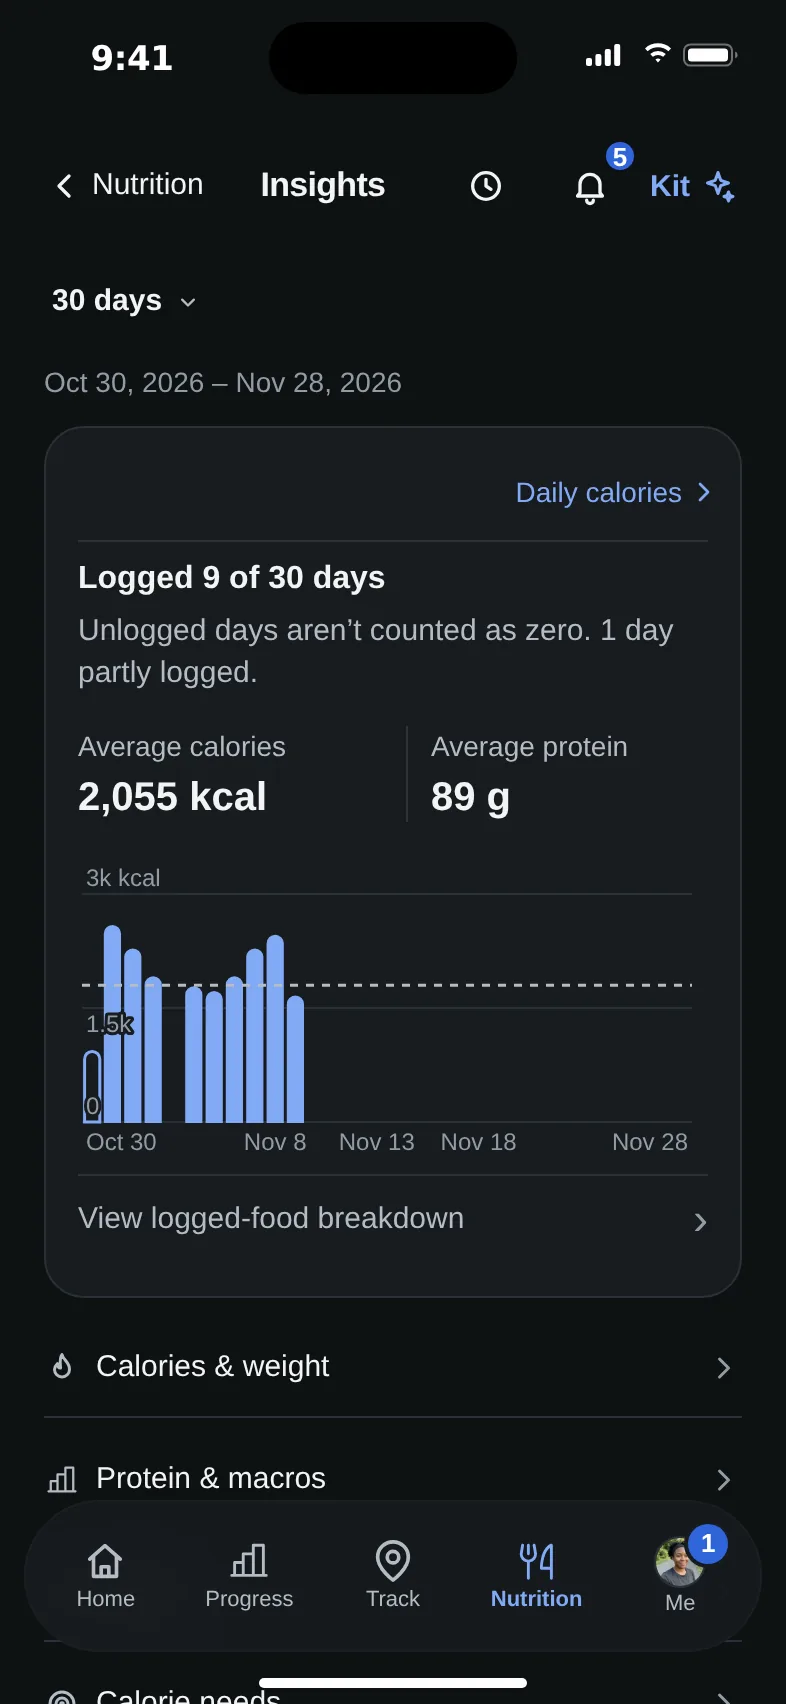 9:41
Nutrition
Insights
5
Kit
30 days
Oct 30, 2026 – Nov 28, 2026
Daily calories
Logged 9 of 30 days
Unlogged days aren’t counted as zero. 1 day
partly logged.
Average calories
Average protein
2,055 kcal
89 g
3k kcal
1.5k
0
Oct 30 Nov 8 Nov 13 Nov 18 Nov 28
View logged-food breakdown
Calories & weight
Protein & macros
1
Home
Progress
Track
Nutrition
Me
Calorie needs